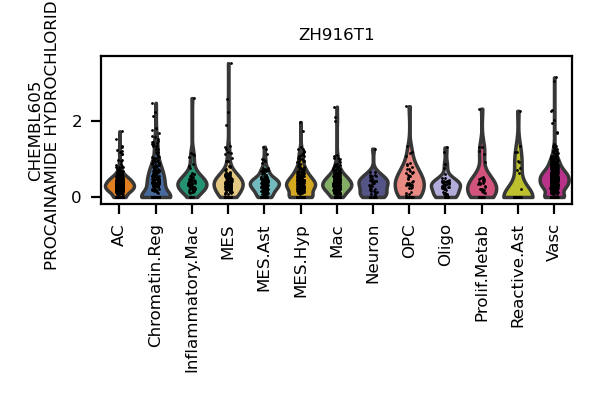 ZH916T1
CHEMBL605
PROCAINAMIDE HYDROCHLORID
2
0
AC
Chromatin.Reg
Inflammatory.Mac
MES
MES.Ast
MES.Hyp
Mac
Neuron
OPC
Oligo
Prolif.Metab
Reactive.Ast
Vasc